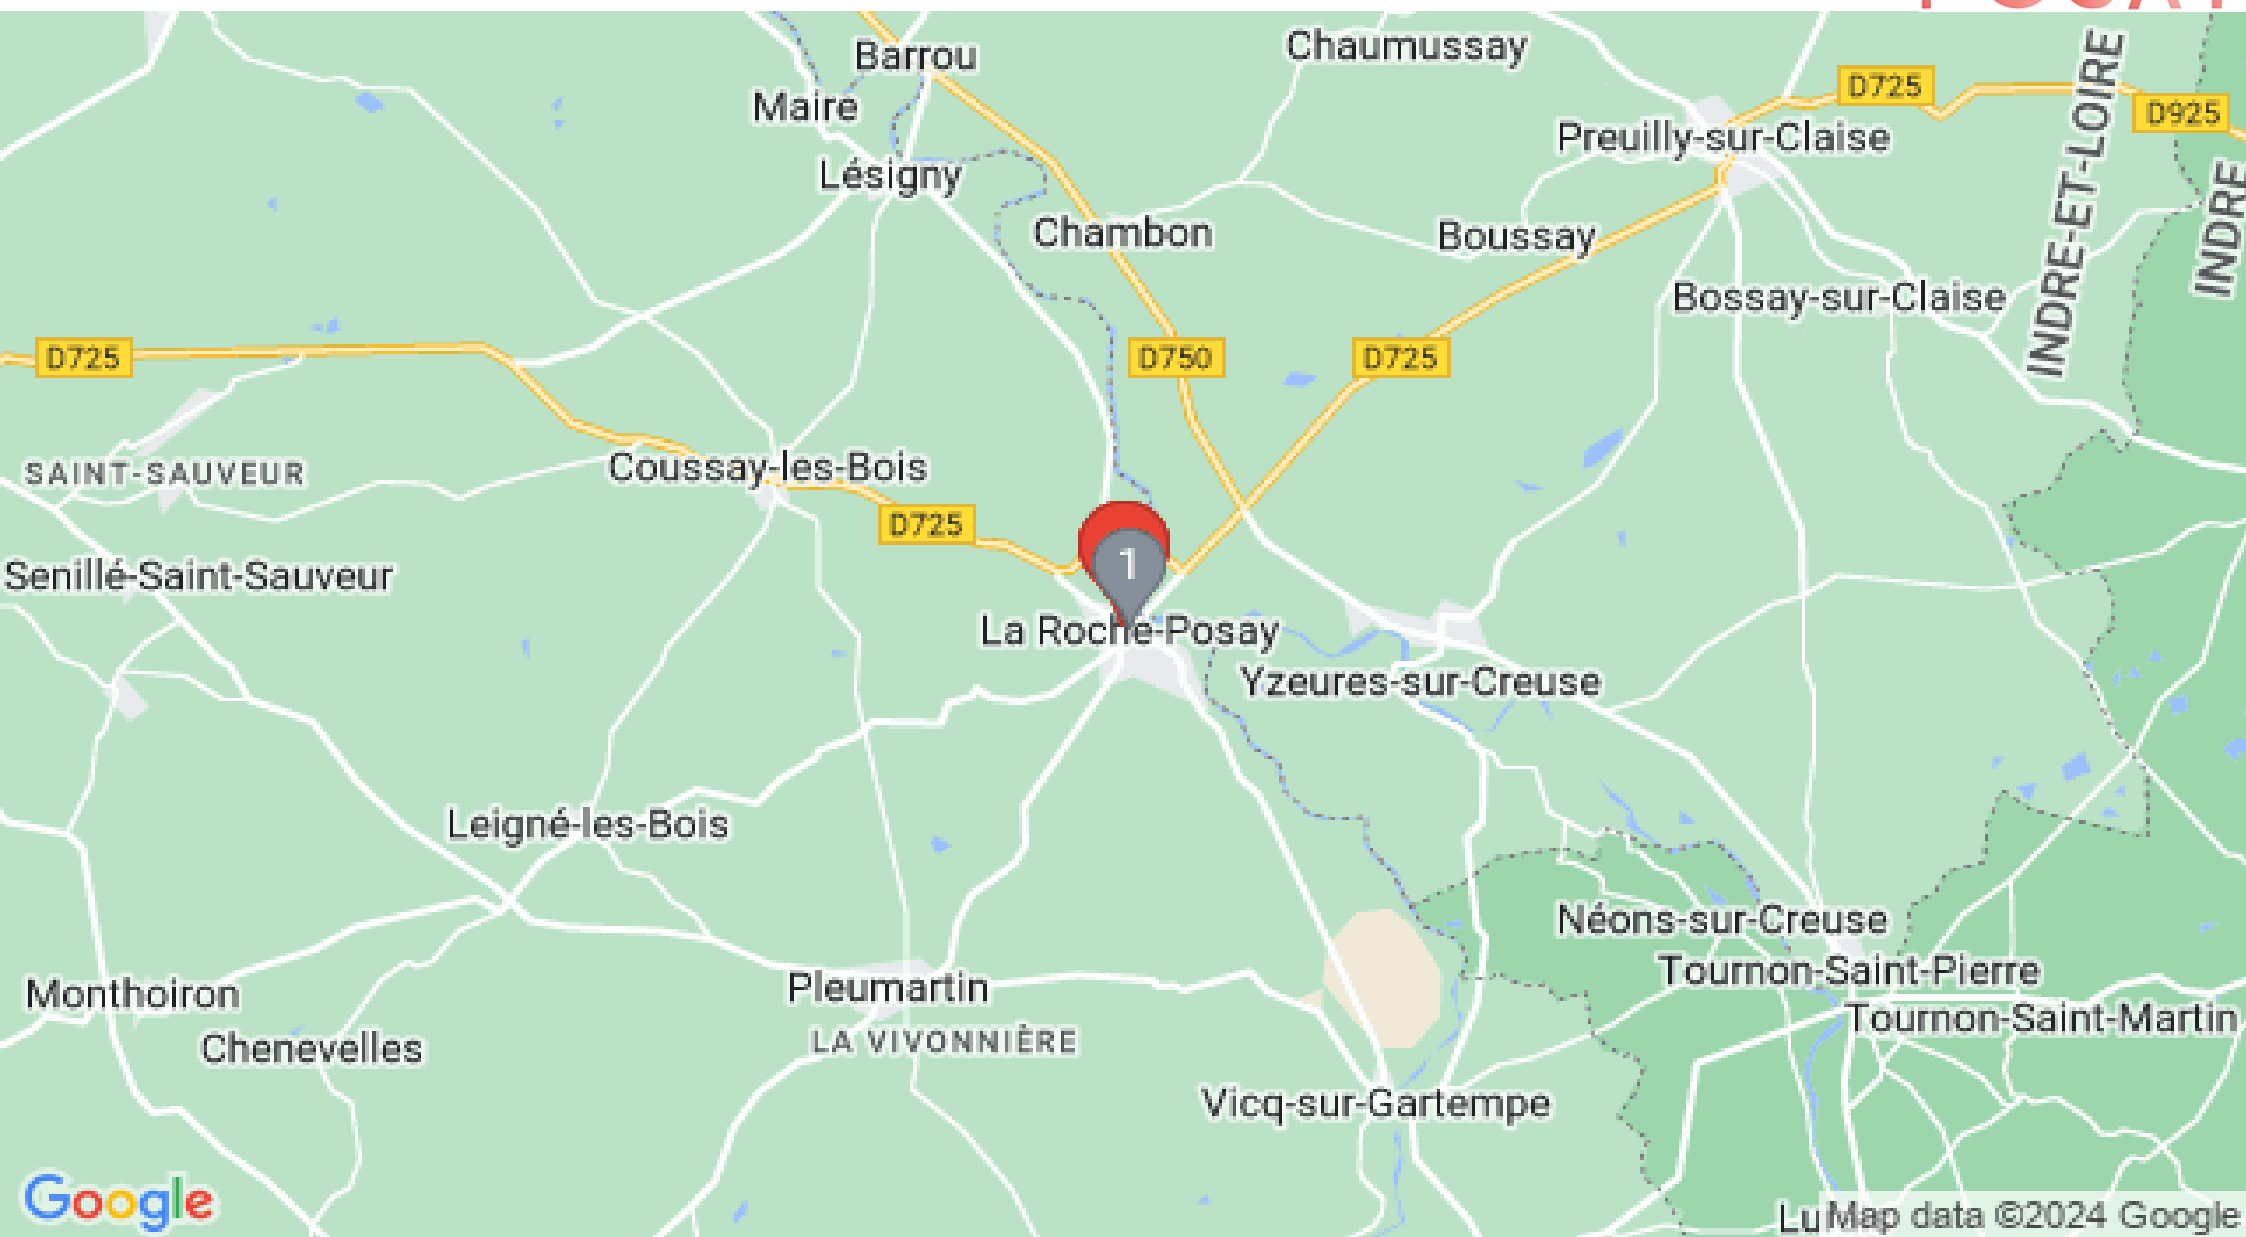 Barrou
Chaumussay
Maire
D725
D925
Preuilly-sur-Claise
Lésigny
INDRE-ET-LOIRE
INDRE
Chambon
Boussay
Bossay-sur-Claise
D725
D750
D725
Coussay-les-Bois
SAINT-SAUVEUR
D725
1
Senillé-Saint-Sauveur
La Roche-Posay
Yzeures-sur-Creuse
Leigné-les-Bois
Néons-sur-Creuse
Tournon-Saint-Pierre
Pleumartin
Monthoiron
Tournon-Saint-Martin
LA VIVONNIÈRE
Chenevelles
Vicq-sur-Gartempe
Google
Map data ©2024 Google